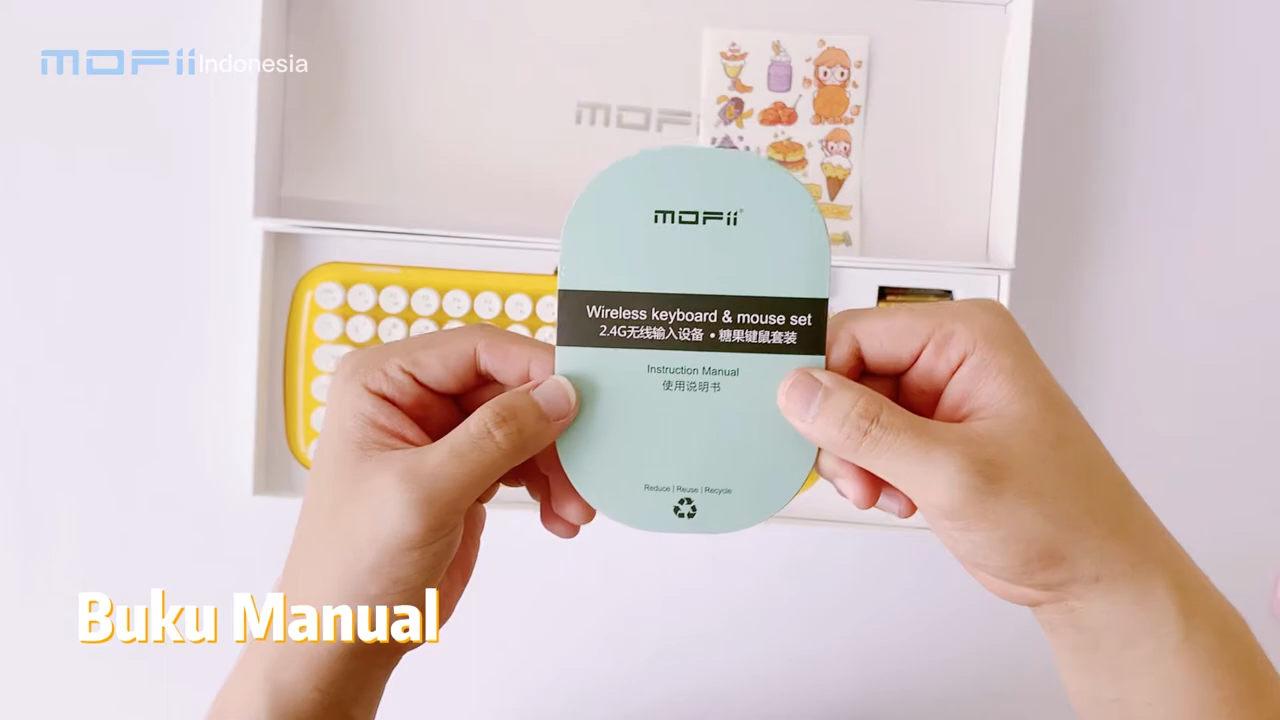 MOFii Indonesia
MOFii
MOFii®
Wireless keyboard & mouse set
2.4G无线输入设备 • 糖果键鼠套装
Instruction Manual
使用说明书
Reduce | Reuse | Recycle
Buku Manual